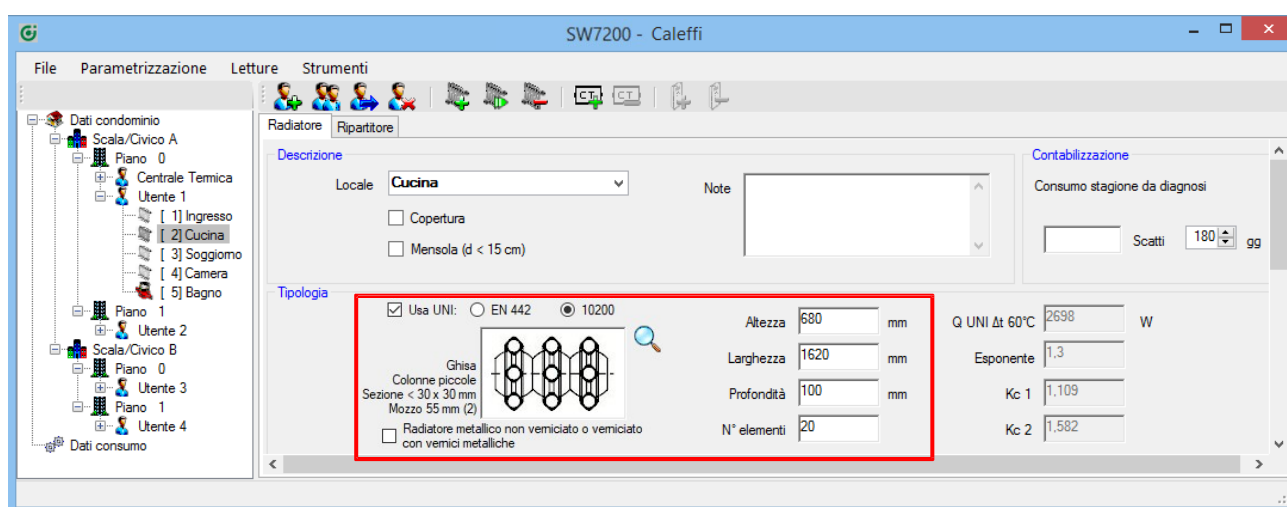 SW7200 - Caleffi
File Parametrizzazione Letture Strumenti
CT CT
Dati condominio
Scala/Civico A
Piano 0
Centrale Termica
Utente 1
[ 1] Ingresso
[ 2] Cucina
[ 3] Soggiorno
[ 4] Camera
[ 5] Bagno
Piano 1
Utente 2
Scala/Civico B
Piano 0
Utente 3
Piano 1
Utente 4
Dati consumo
Radiatore Ripartitore
Descrizione
Locale Cucina
Copertura
Mensola (d < 15 cm)
Note
Contabilizzazione
Consumo stagione da diagnosi
Scatti 180 gg
Tipologia
Usa UNI: EN 442 10200
Ghisa
Colonne piccole
Sezione < 30 x 30 mm
Mozzo 55 mm (2)
Radiatore metallico non verniciato o verniciato
con vernici metalliche
Altezza 680 mm
Larghezza 1620 mm
Profondità 100 mm
N° elementi 20
Q UNI Δt 60°C 2698 W
Esponente 1,3
Kc 1 1,109
Kc 2 1,582